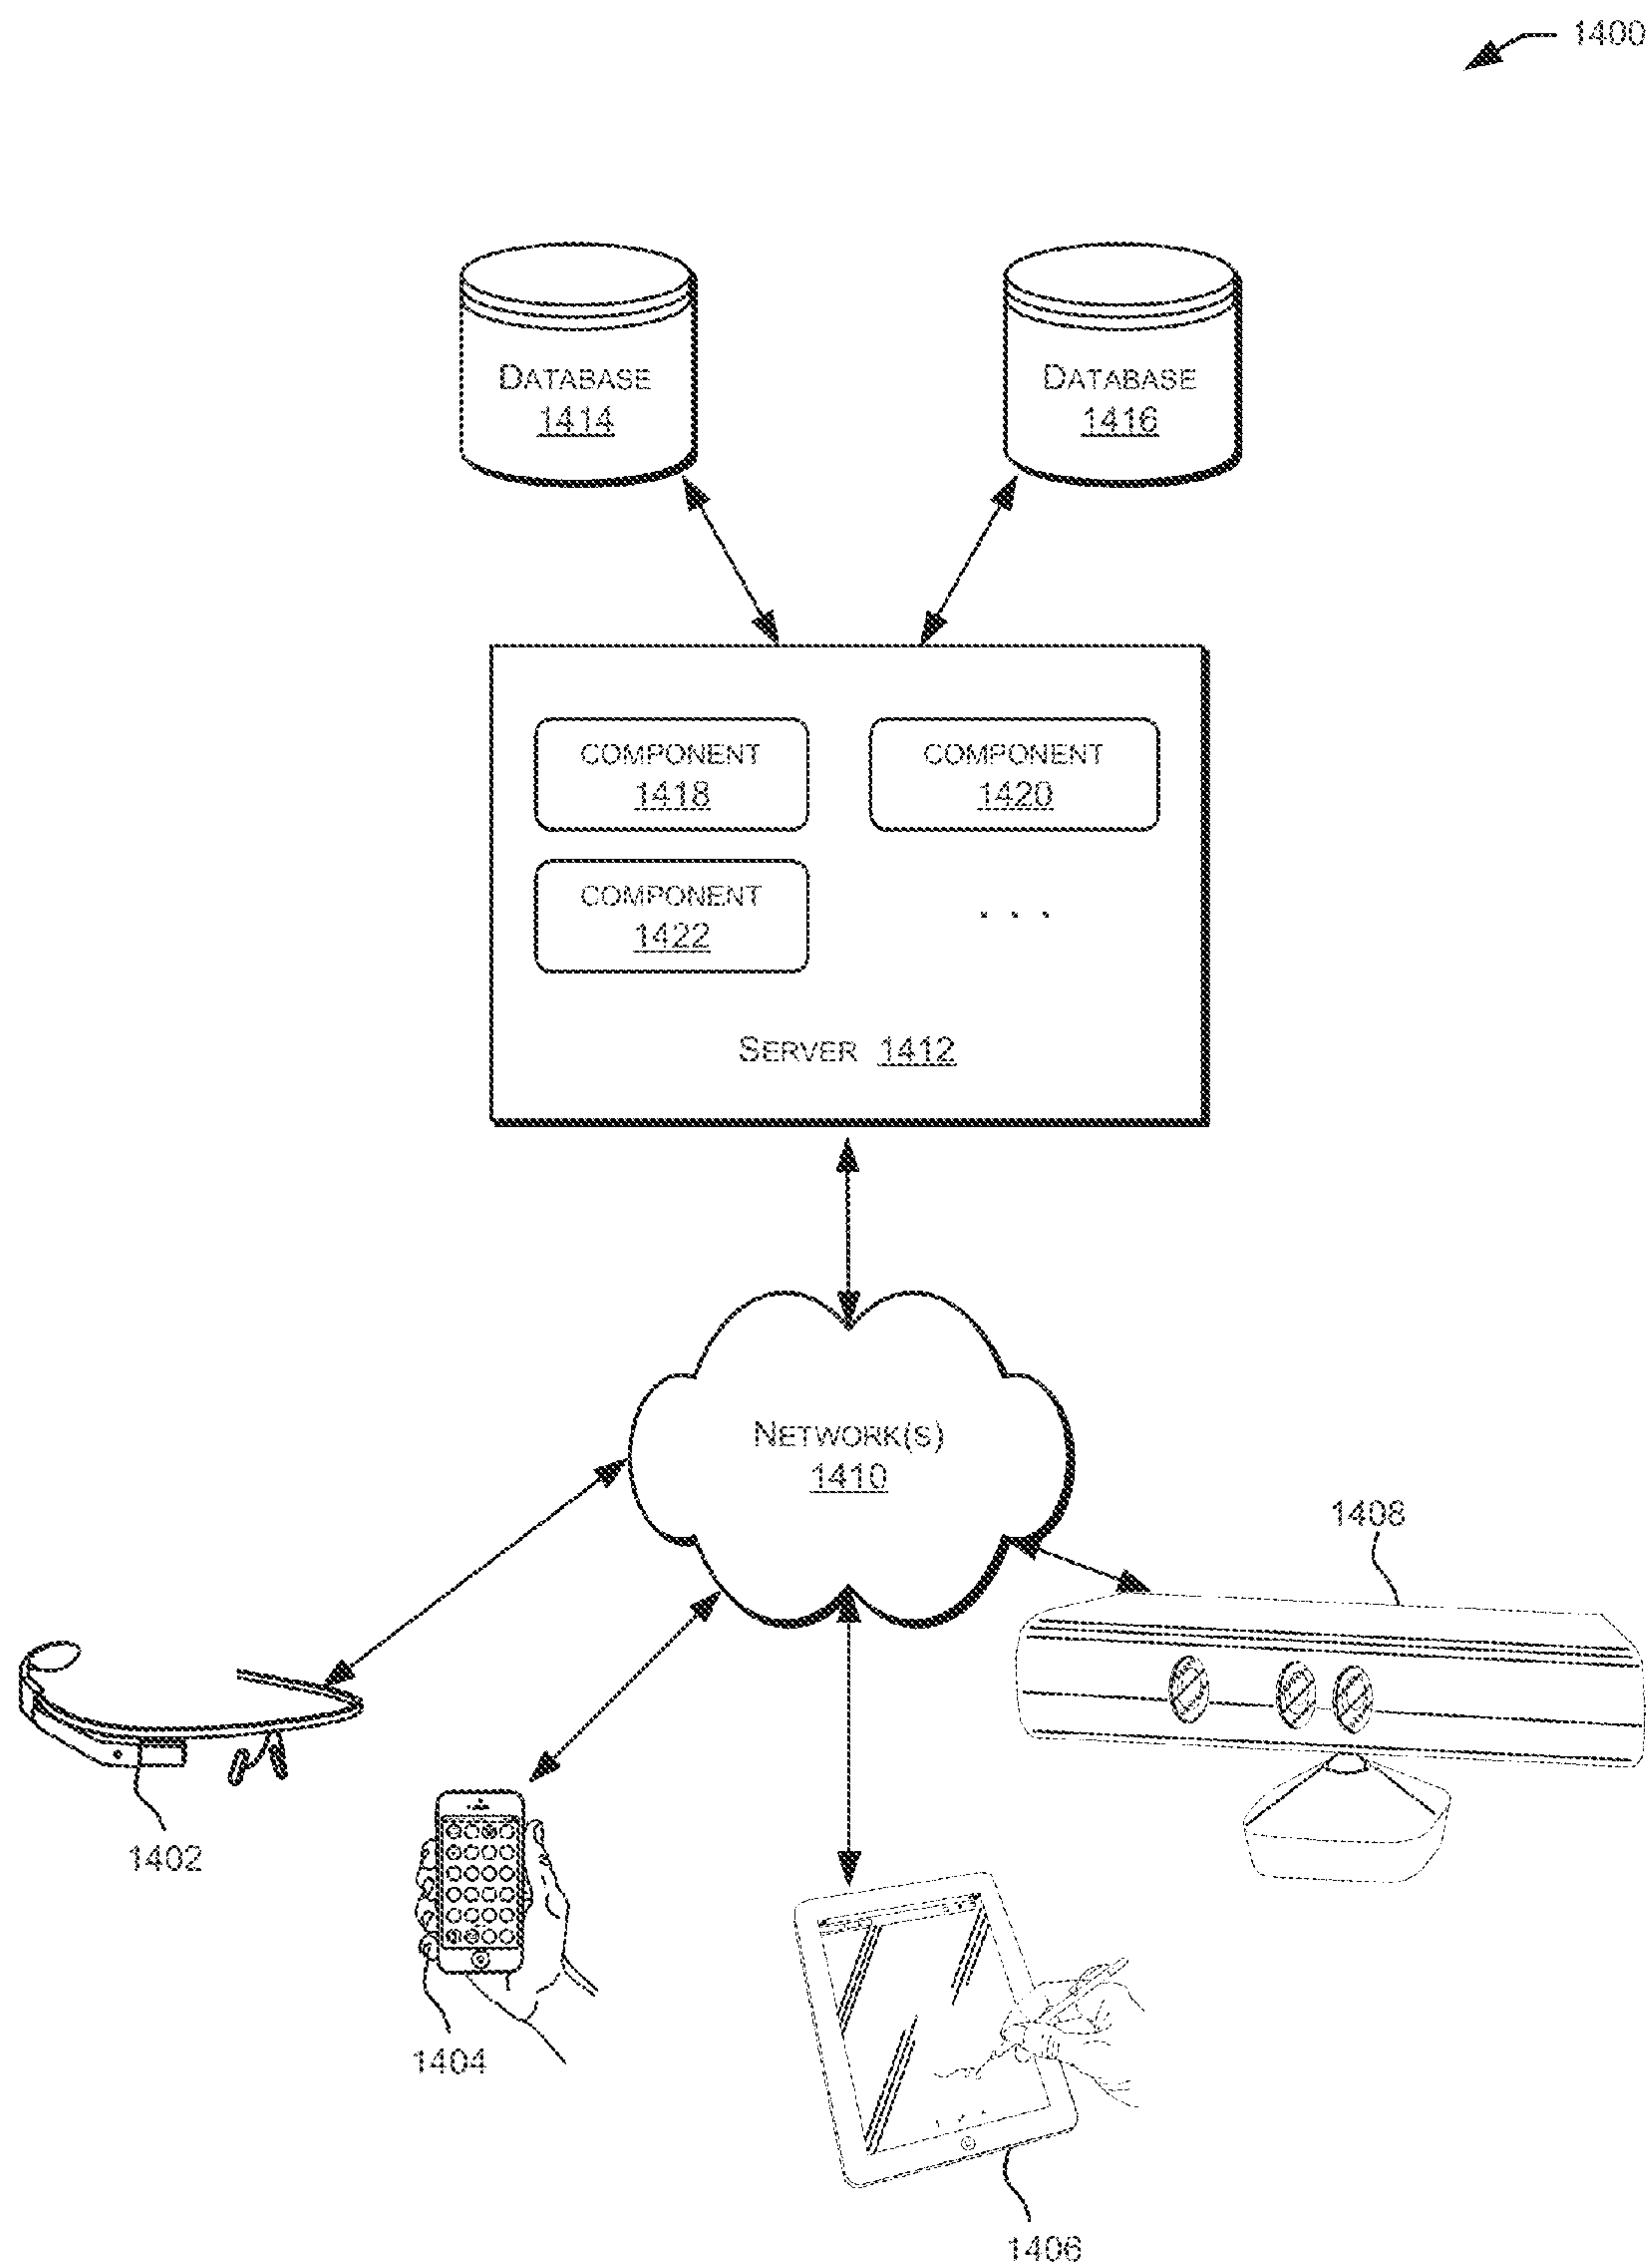 1400
DATABASE
1414
DATABASE
1416
COMPONENT
1418
COMPONENT
1420
COMPONENT
1422
. . .
SERVER 1412
NETWORK(S)
1410
1408
1402
1404
1406